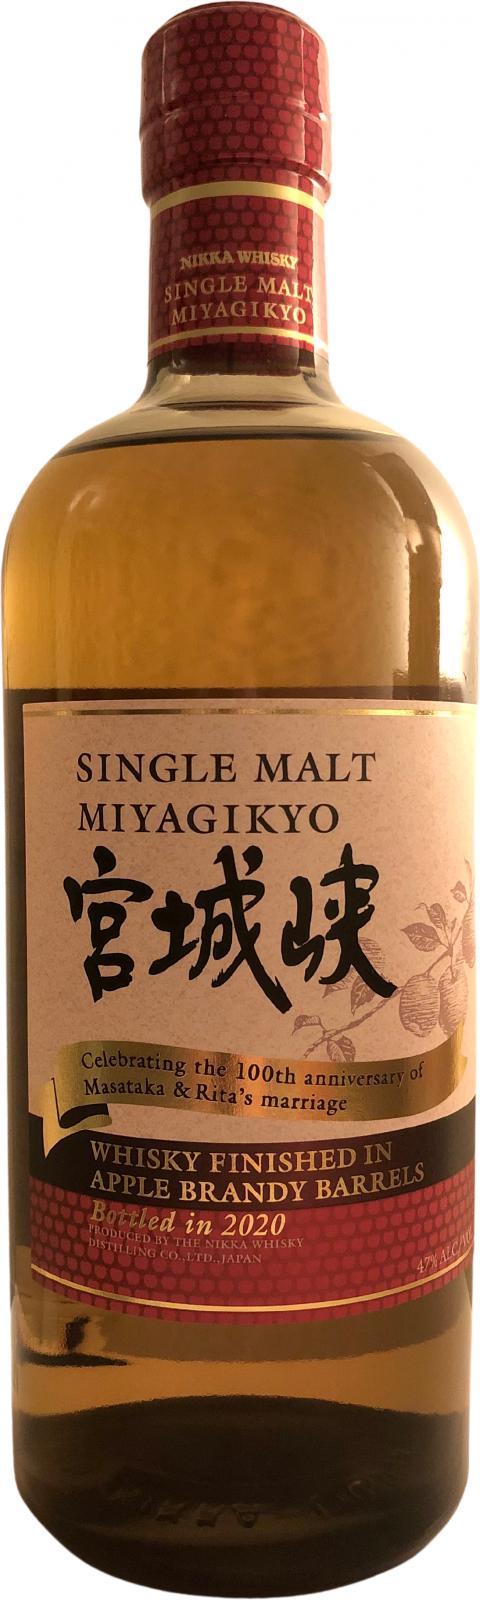 NIKKA WHISKY
SINGLE MALT
MIYAGIKYO
SINGLE MALT
MIYAGIKYO
宮城峡
Celebrating the 100th anniversary of
Masataka & Rita's marriage
WHISKY FINISHED IN
APPLE BRANDY BARRELS
Bottled in 2020
PRODUCED BY THE NIKKA WHISKY
DISTILLING CO.,LTD.,JAPAN
47% ALC/VOL